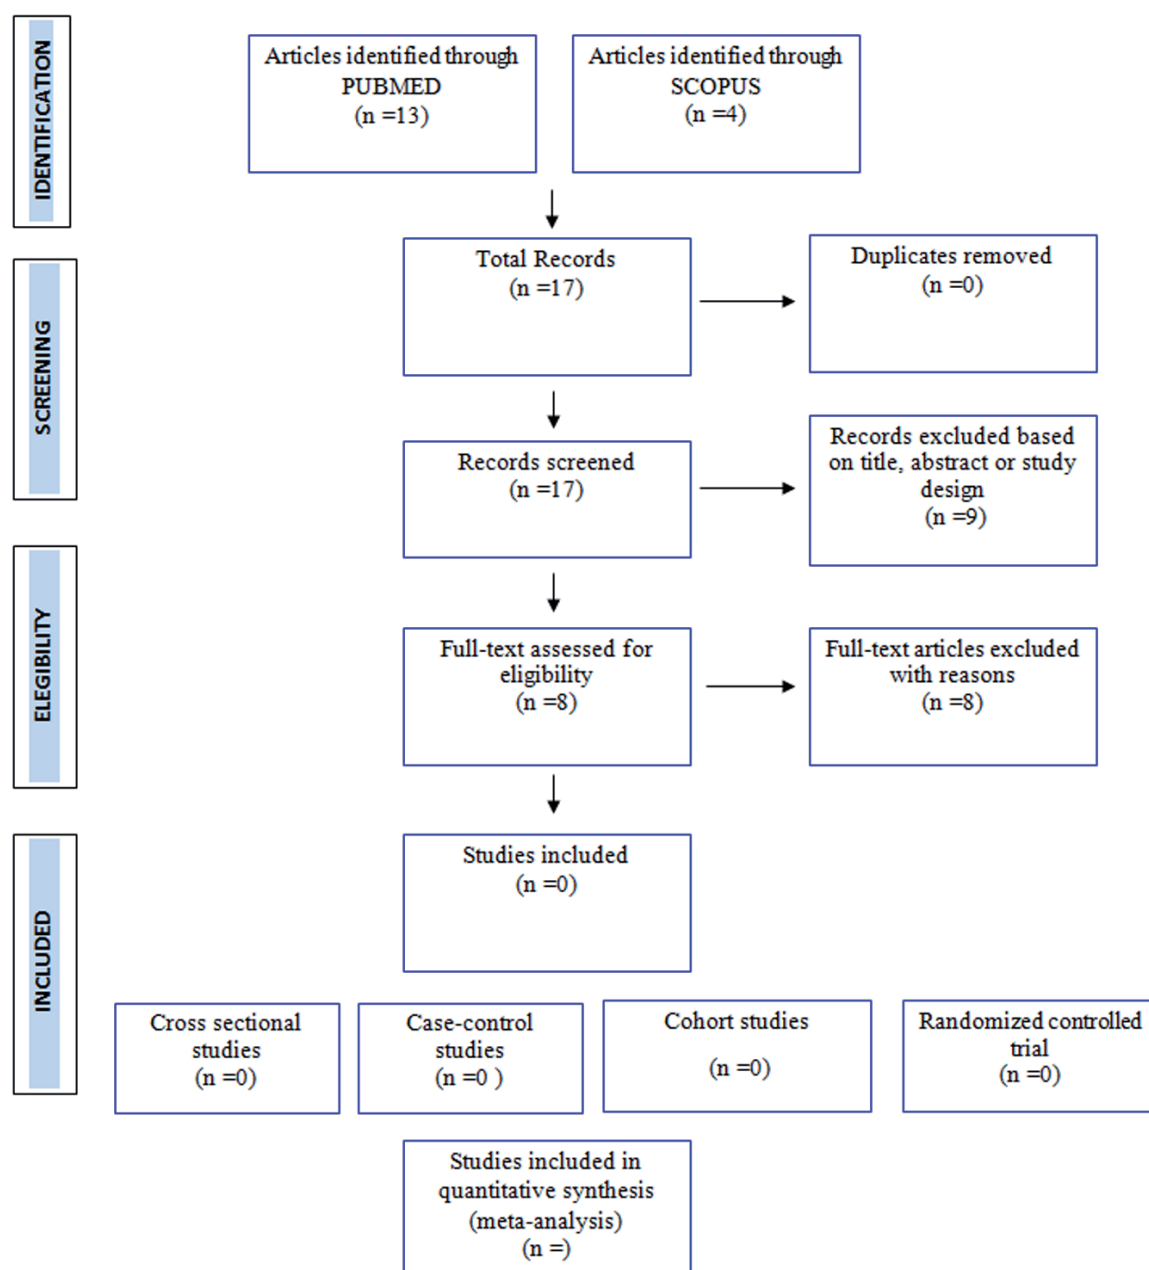 IDENTIFICATION
Articles identified through
PUBMED
(n =13)
Articles identified through
SCOPUS
(n =4)
SCREENING
Total Records
(n =17)
Duplicates removed
(n =0)
Records screened
(n =17)
Records excluded based
on title, abstract or study
design
(n =9)
ELEGIBILITY
Full-text assessed for
eligibility
(n =8)
Full-text articles excluded
with reasons
(n =8)
INCLUDED
Studies included
(n =0)
Cross sectional
studies
(n =0)
Case-control
studies
(n =0 )
Cohort studies
(n =0)
Randomized controlled
trial
(n =0)
Studies included in
quantitative synthesis
(meta-analysis)
(n =)